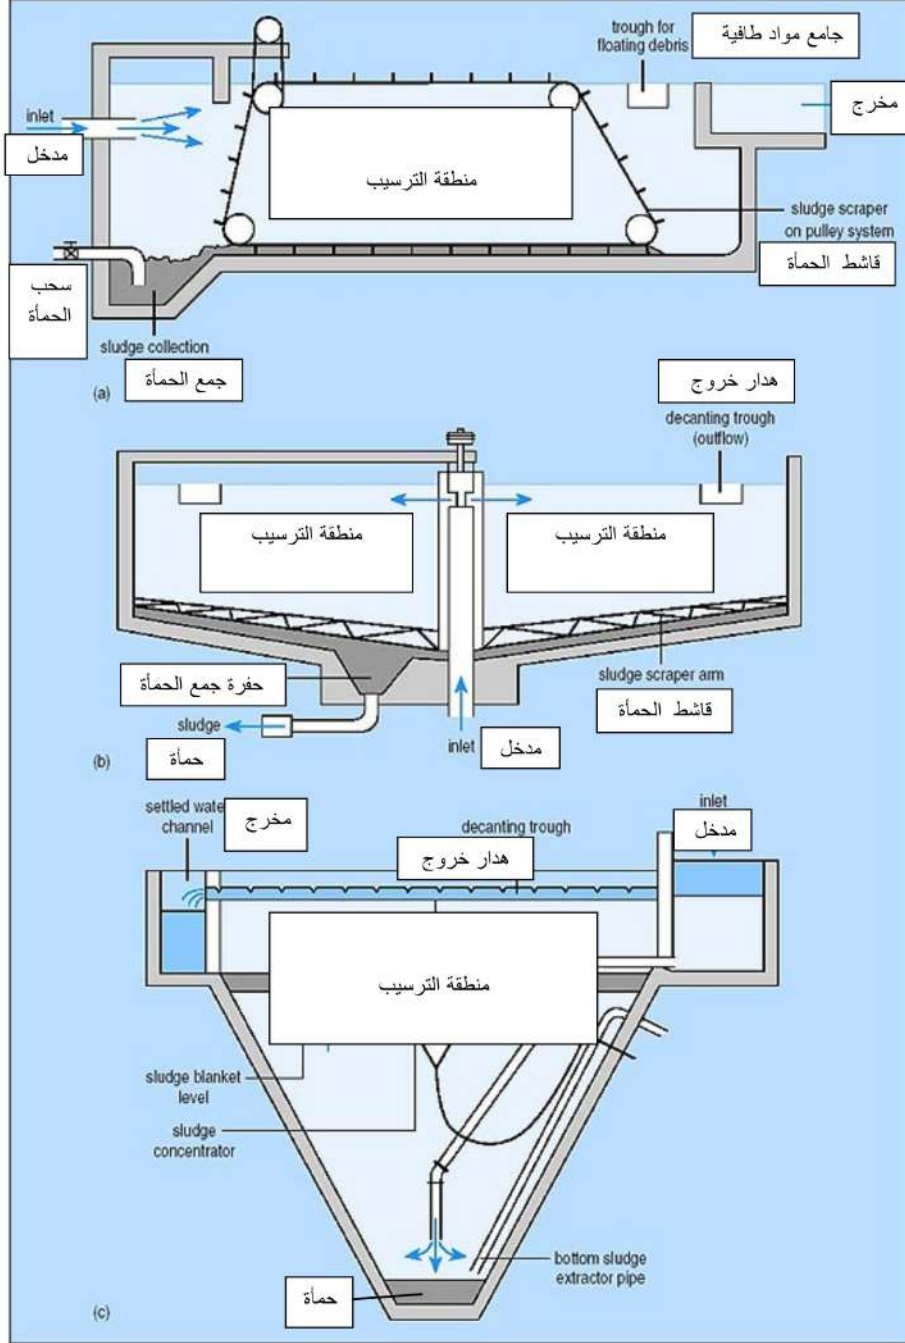 trough for
floating debris
جامع مواد طافية
inlet
مدخل
مخرج
منطقة الترسيب
sludge scraper
on pulley system
قاشط الحمأة
سحب
الحمأة
sludge collection
جمع الحمأة
(a)
هدار خروج
decanting trough
(outflow)
منطقة الترسيب
منطقة الترسيب
حفرة جمع الحمأة
sludge scraper arm
قاشط الحمأة
sludge
حمأة
inlet
مدخل
(b)
settled wate
channel
مخرج
decanting trough
هدار خروج
inlet
مدخل
منطقة الترسيب
sludge blanket
level
sludge
concentrator
bottom sludge
extractor pipe
حمأة
(c)